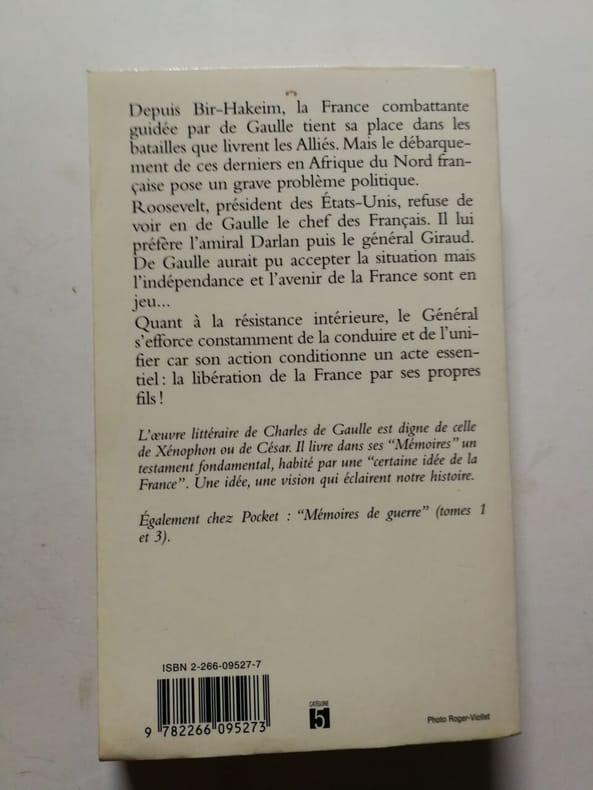 Depuis Bir-Hakeim, la France combattante
guidée par de Gaulle tient sa place dans les
batailles que livrent les Alliés. Mais le débarque-
ment de ces derniers en Afrique du Nord fran-
çaise pose un grave problème politique.
Roosevelt, président des États-Unis, refuse de
voir en de Gaulle le chef des Français. Il lui
préfère l'amiral Darlan puis le général Giraud.
De Gaulle aurait pu accepter la situation mais
l'indépendance et l'avenir de la France sont en
jeu...
Quant à la résistance intérieure, le Général
s'efforce constamment de la conduire et de l'uni-
fier car son action conditionne un acte essen-
tiel : la libération de la France par ses propres
fils !
L'œuvre littéraire de Charles de Gaulle est digne de celle
de Xénophon ou de César. Il livre dans ses “Mémoires” un
testament fondamental, habité par une “certaine idée de la
France”. Une idée, une vision qui éclairent notre histoire.
Également chez Pocket : “Mémoires de guerre” (tomes 1
et 3).
ISBN 2-266-09527-7
9 782266 095273
CATÉGORIE
5
Photo Roger-Viollet